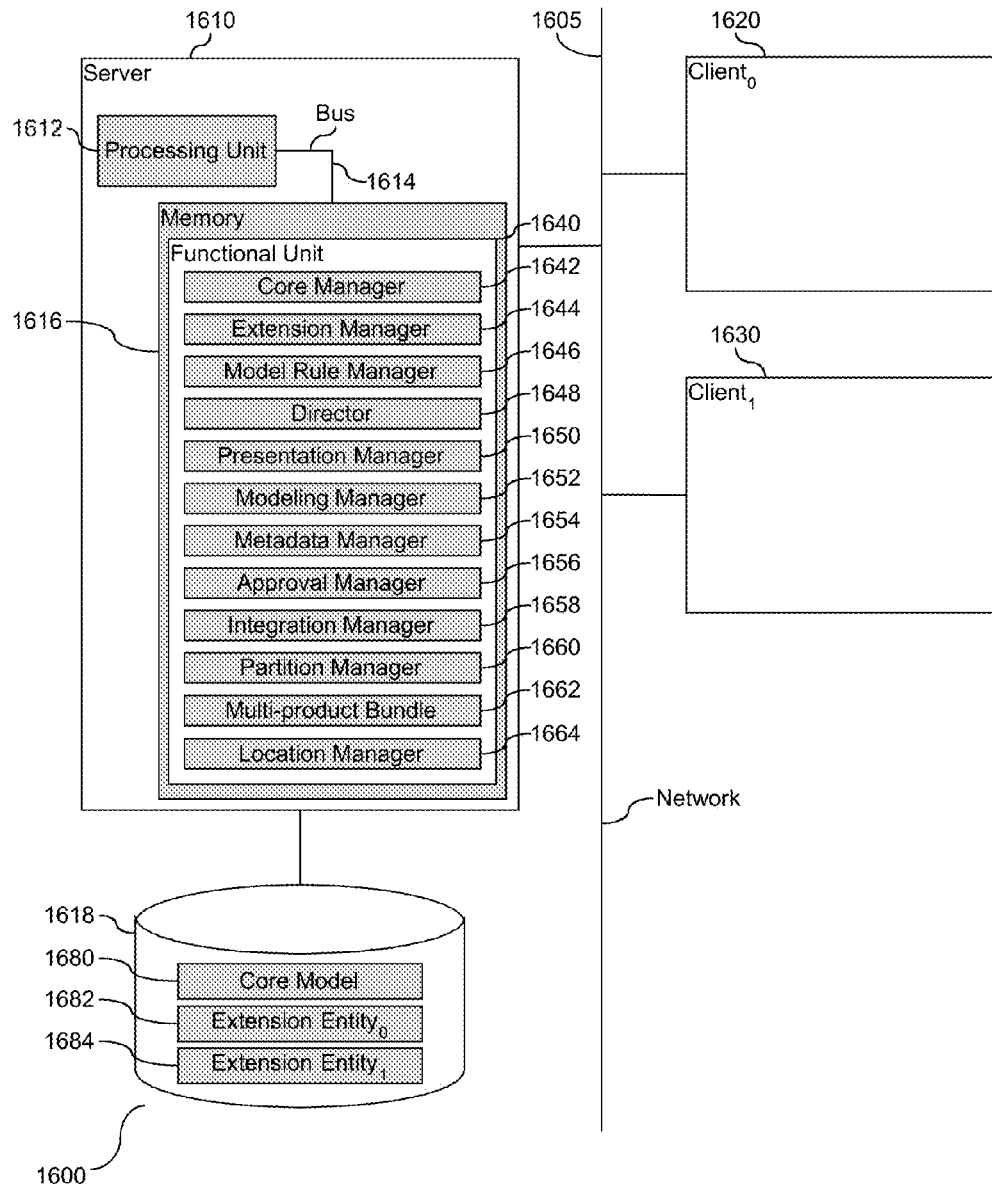 1610
1605
1620
Server
Client0
1612
Processing Unit
Bus
1614
Memory
1640
Functional Unit
1642
Core Manager
1616
1644
Extension Manager
1630
1646
Model Rule Manager
Client1
1648
Director
1650
Presentation Manager
1652
Modeling Manager
1654
Metadata Manager
1656
Approval Manager
1658
Integration Manager
1660
Partition Manager
1662
Multi-product Bundle
1664
Location Manager
Network
1618
1680
Core Model
1682
Extension Entity0
1684
Extension Entity1
1600